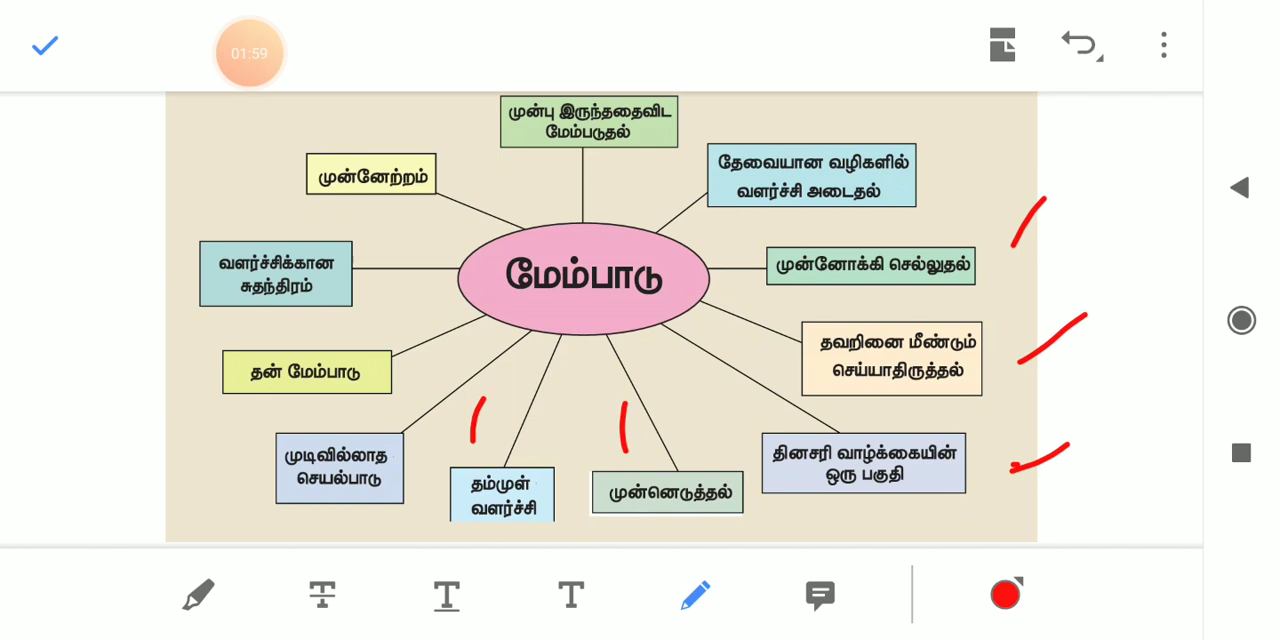 01:59
முன்பு இருந்ததைவிட
மேம்படுதல்
தேவையான வழிகளில்
வளர்ச்சி அடைதல்
முன்னேற்றம்
வளர்ச்சிக்கான
சுதந்திரம்
மேம்பாடு
முன்னோக்கி செல்லுதல்
தவறினை மீண்டும்
செய்யாதிருத்தல்
தன் மேம்பாடு
முடிவில்லாத
செயல்பாடு
தம்முள்
வளர்ச்சி
முன்னெடுத்தல்
தினசரி வாழ்க்கையின்
ஒரு பகுதி